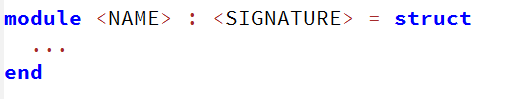 module <NAME> : <SIGNATURE> = struct
  ...
end